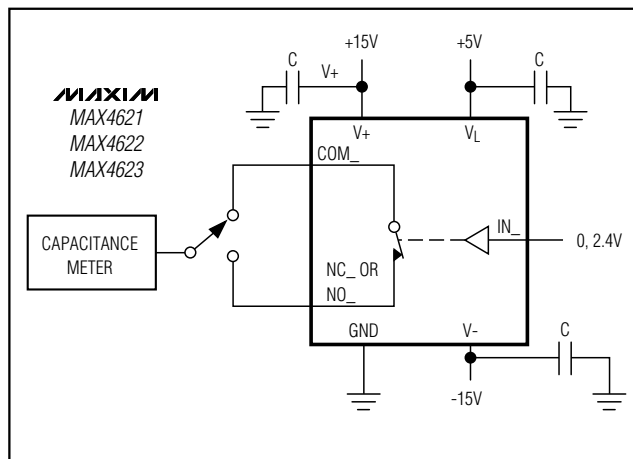 +15V
+5V
C
V+
C
MAXIM
MAX4621
MAX4622
MAX4623
V+
VL
COM_
CAPACITANCE
METER
IN_
0, 2.4V
NC_ OR
NO_
GND
V-
C
-15V